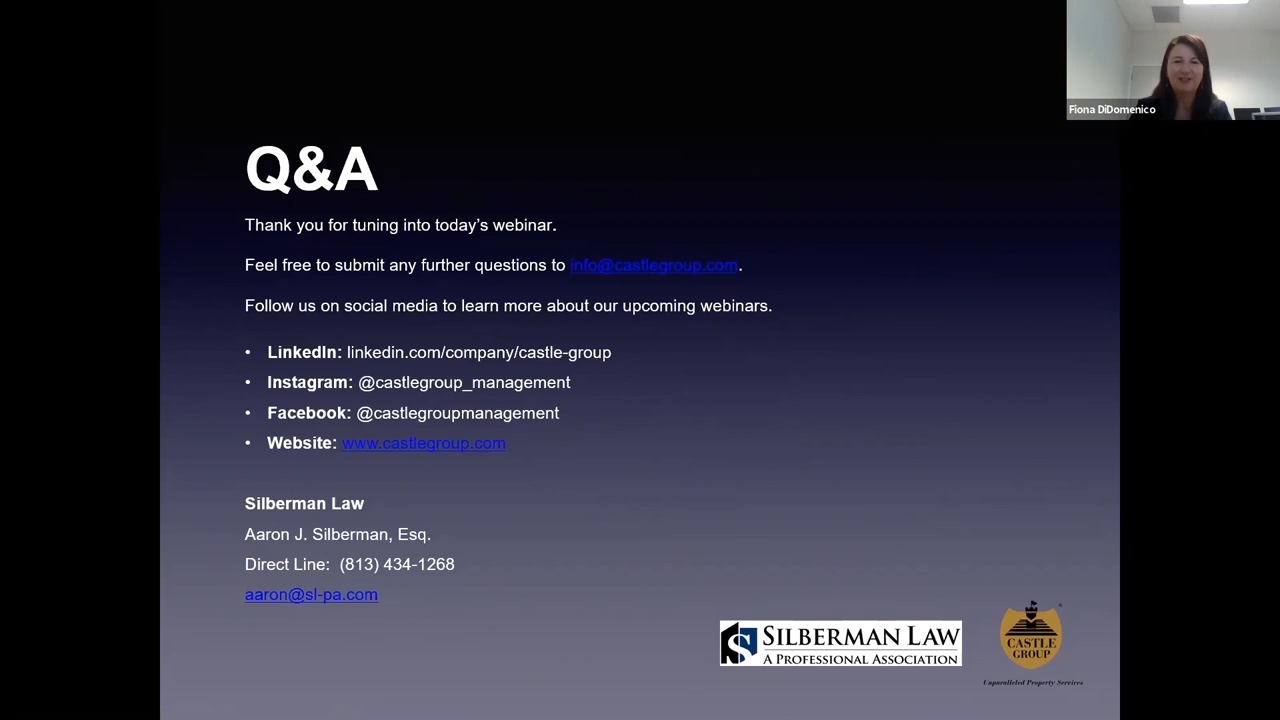 Fiona DiDomenico
Q&A
Thank you for tuning into today's webinar.
Feel free to submit any further questions to info@castlegroup.com.
Follow us on social media to learn more about our upcoming webinars.
• LinkedIn: linkedin.com/company/castle-group
• Instagram: @castlegroup_management
• Facebook: @castlegroupmanagement
• Website: www.castlegroup.com
Silberman Law
Aaron J. Silberman, Esq.
Direct Line: (813) 434-1268
aaron@sl-pa.com
S SILBERMAN LAW
A PROFESSIONAL ASSOCIATION
CASTLE
GROUP
®
Unparalleled Property Services